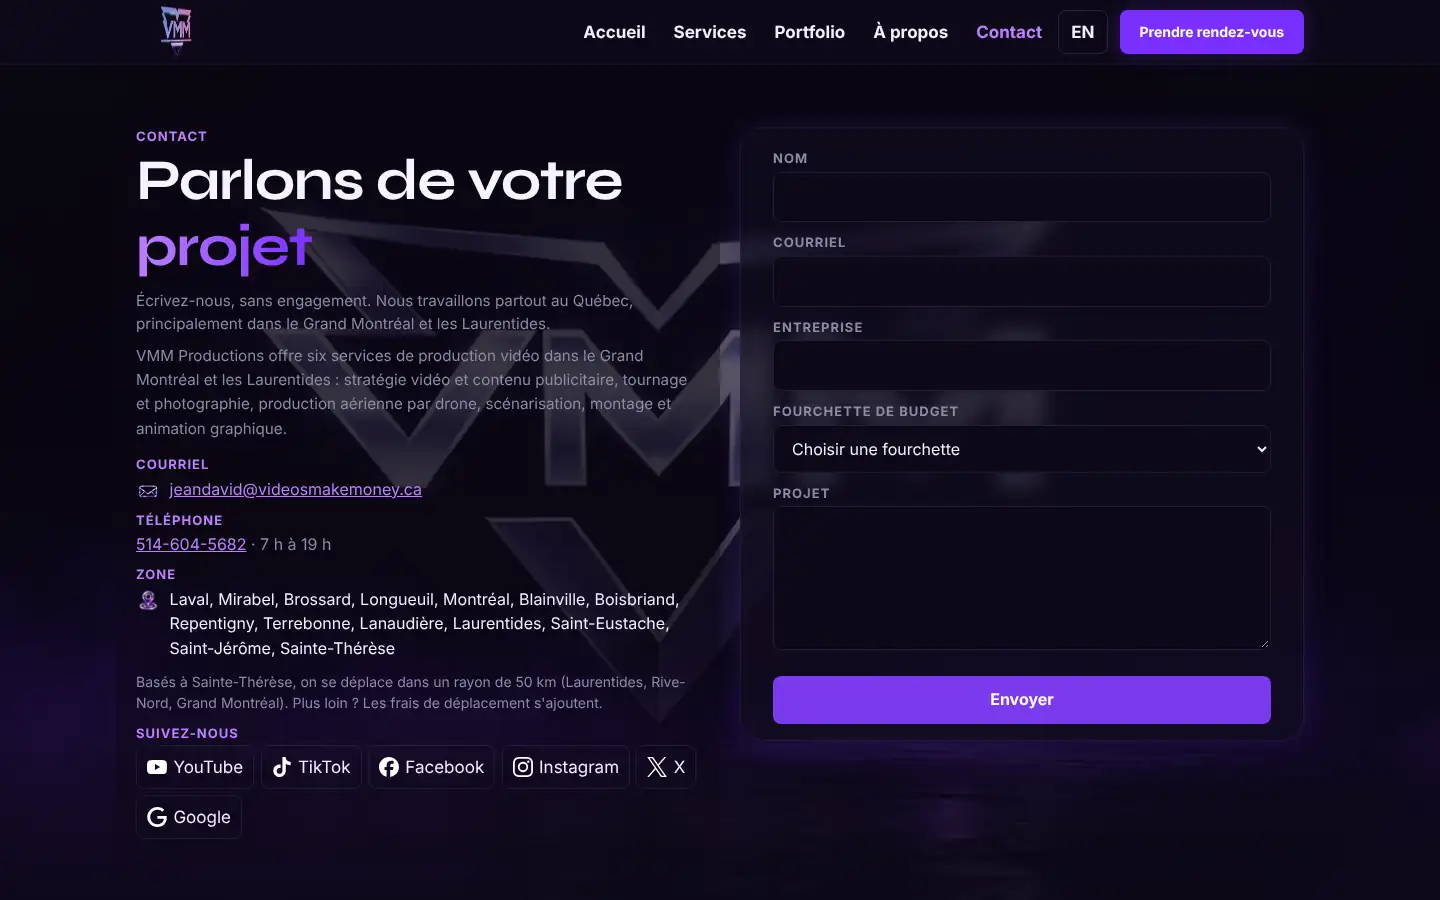 VMM
Accueil
Services
Portfolio
À propos
Contact
EN
Prendre rendez-vous
CONTACT
Parlons de votre
projet
Écrivez-nous, sans engagement. Nous travaillons partout au Québec,
principalement dans le Grand Montréal et les Laurentides.
VMM Productions offre six services de production vidéo dans le Grand
Montréal et les Laurentides : stratégie vidéo et contenu publicitaire, tournage
et photographie, production aérienne par drone, scénarisation, montage et
animation graphique.
COURRIEL
jeandavid@videosmakemoney.ca
TÉLÉPHONE
514-604-5682 · 7 h à 19 h
ZONE
Laval, Mirabel, Brossard, Longueuil, Montréal, Blainville, Boisbriand,
Repentigny, Terrebonne, Lanaudière, Laurentides, Saint-Eustache,
Saint-Jérôme, Sainte-Thérèse
Basés à Sainte-Thérèse, on se déplace dans un rayon de 50 km (Laurentides, Rive-
Nord, Grand Montréal). Plus loin ? Les frais de déplacement s'ajoutent.
SUIVEZ-NOUS
YouTube
TikTok
Facebook
Instagram
X
Google
NOM
COURRIEL
ENTREPRISE
FOURCHETTE DE BUDGET
Choisir une fourchette
PROJET
Envoyer